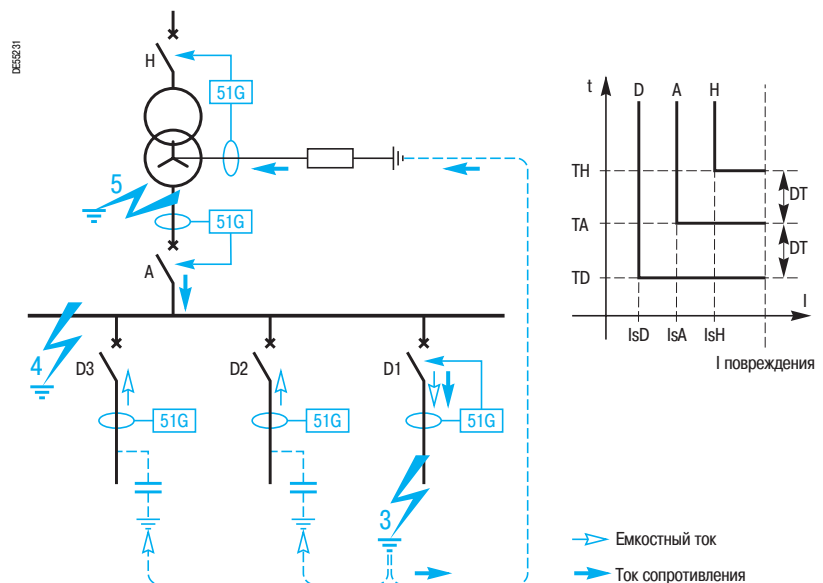 DE55231
H
51G
5
51G
A
4
D3
51G
D2
51G
D1
51G
3
t
D
A
H
TH
DT
TA
DT
TD
I
IsD
IsA
IsH
I повреждения
Емкостный ток
Ток сопротивления